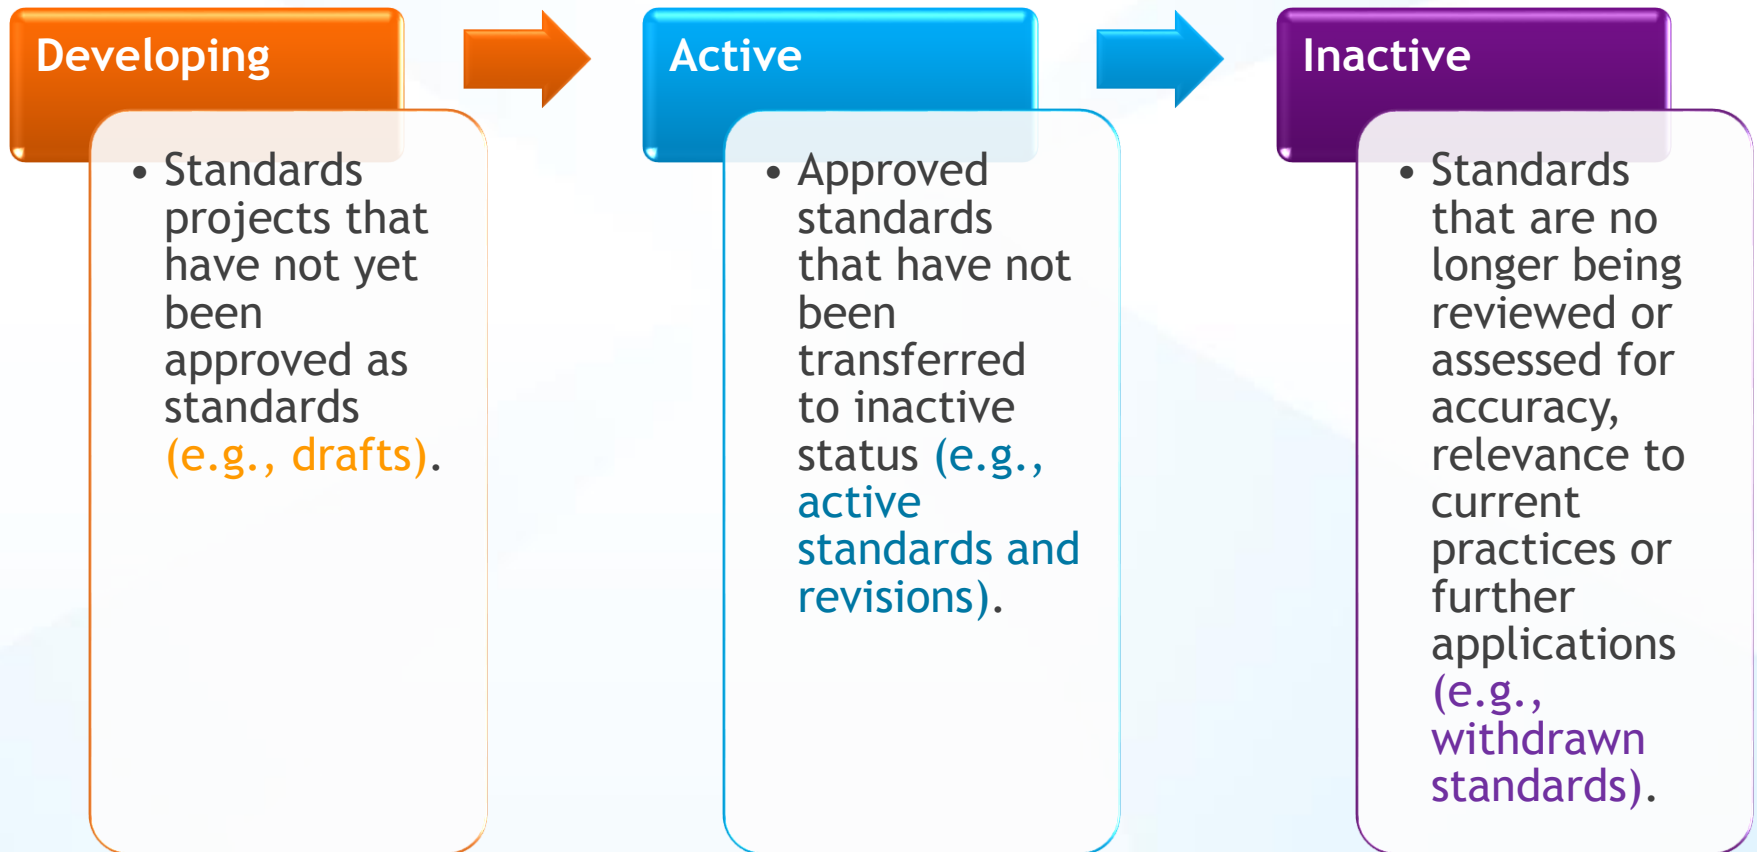 Developing
• Standards
projects that
have not yet
been
approved as
standards
(e.g., drafts).
Active
• Approved
standards
that have not
been
transferred
to inactive
status (e.g.,
active
standards and
revisions).
Inactive
• Standards
that are no
longer being
reviewed or
assessed for
accuracy,
relevance to
current
practices or
further
applications
(e.g.,
withdrawn
standards).